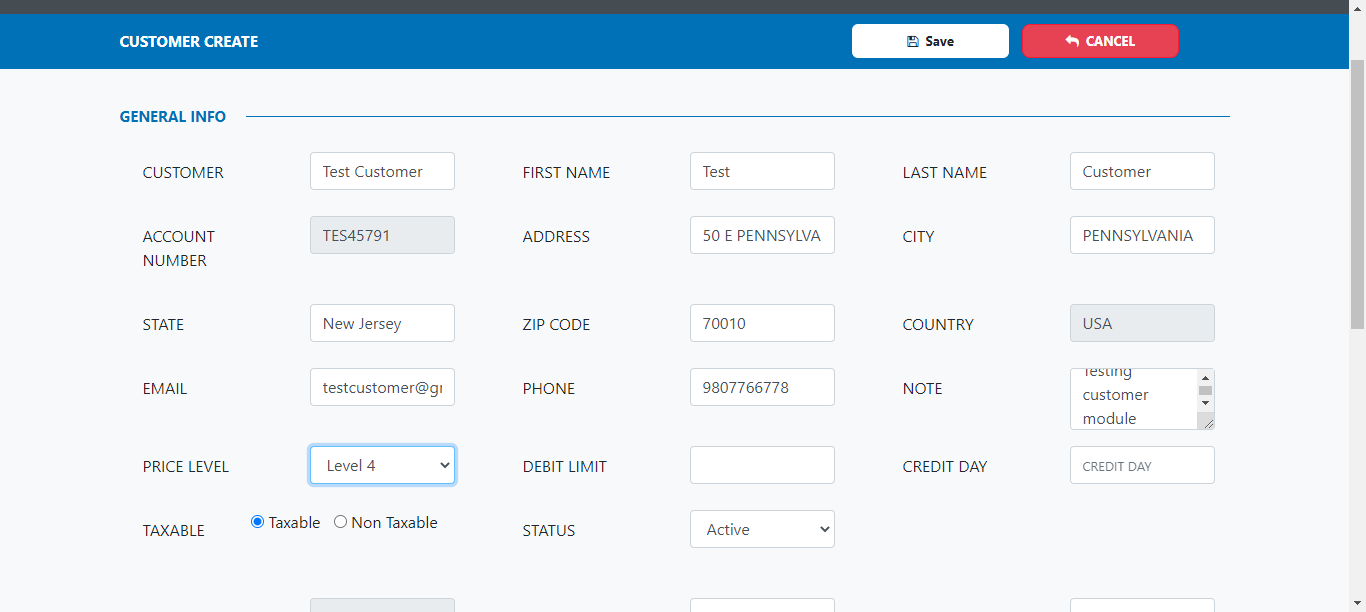 CUSTOMER CREATE
Save
CANCEL
GENERAL INFO
CUSTOMER
Test Customer
FIRST NAME
Test
LAST NAME
Customer
ACCOUNT
NUMBER
TES45791
ADDRESS
50 E PENNSYLVA
CITY
PENNSYLVANIA
STATE
New Jersey
ZIP CODE
70010
COUNTRY
USA
EMAIL
testcustomer@gr
PHONE
9807766778
NOTE
Testing
customer
module
PRICE LEVEL
Level 4
DEBIT LIMIT
CREDIT DAY
CREDIT DAY
TAXABLE
Taxable
Non Taxable
STATUS
Active